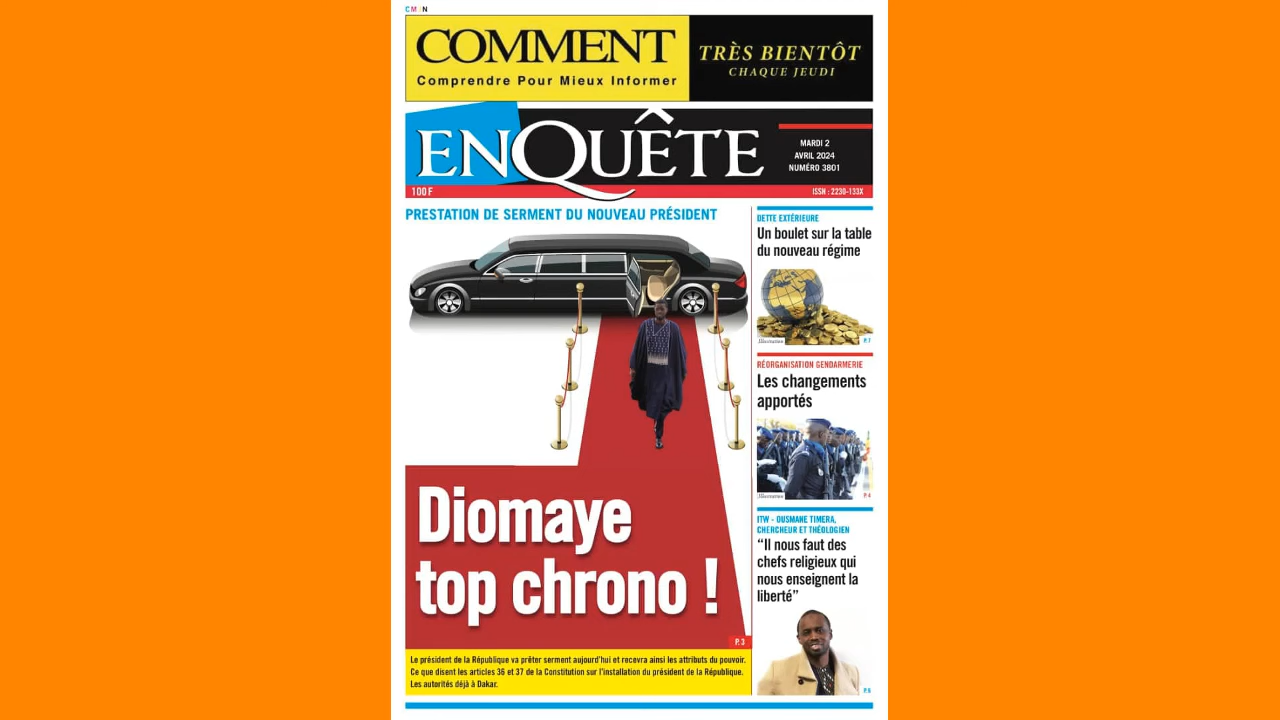 CMJN
COMMENT
Comprendre Pour Mieux Informer
TRÈS BIENTÔT
CHAQUE JEUDI
ENQUÊTE
MARDI 2
AVRIL 2024
NUMÉRO 3801
100 F
ISSN : 2230-133X
PRESTATION DE SERMENT DU NOUVEAU PRÉSIDENT
Diomaye
top chrono !
P.3
Le président de la République va prêter serment aujourd'hui et recevra ainsi les attributs du pouvoir.
Ce que disent les articles 36 et 37 de la Constitution sur l'installation du président de la République.
Les autorités déjà à Dakar.
DETTE EXTÉRIEURE
Un boulet sur la table
du nouveau régime
Illustration
P.7
RÉORGANISATION GENDARMERIE
Les changements
apportés
Illustration
P.4
ITW - OUSMANE TIMERA,
CHERCHEUR ET THÉOLOGIEN
“Il nous faut des
chefs religieux qui
nous enseignent la
liberté”
P.6